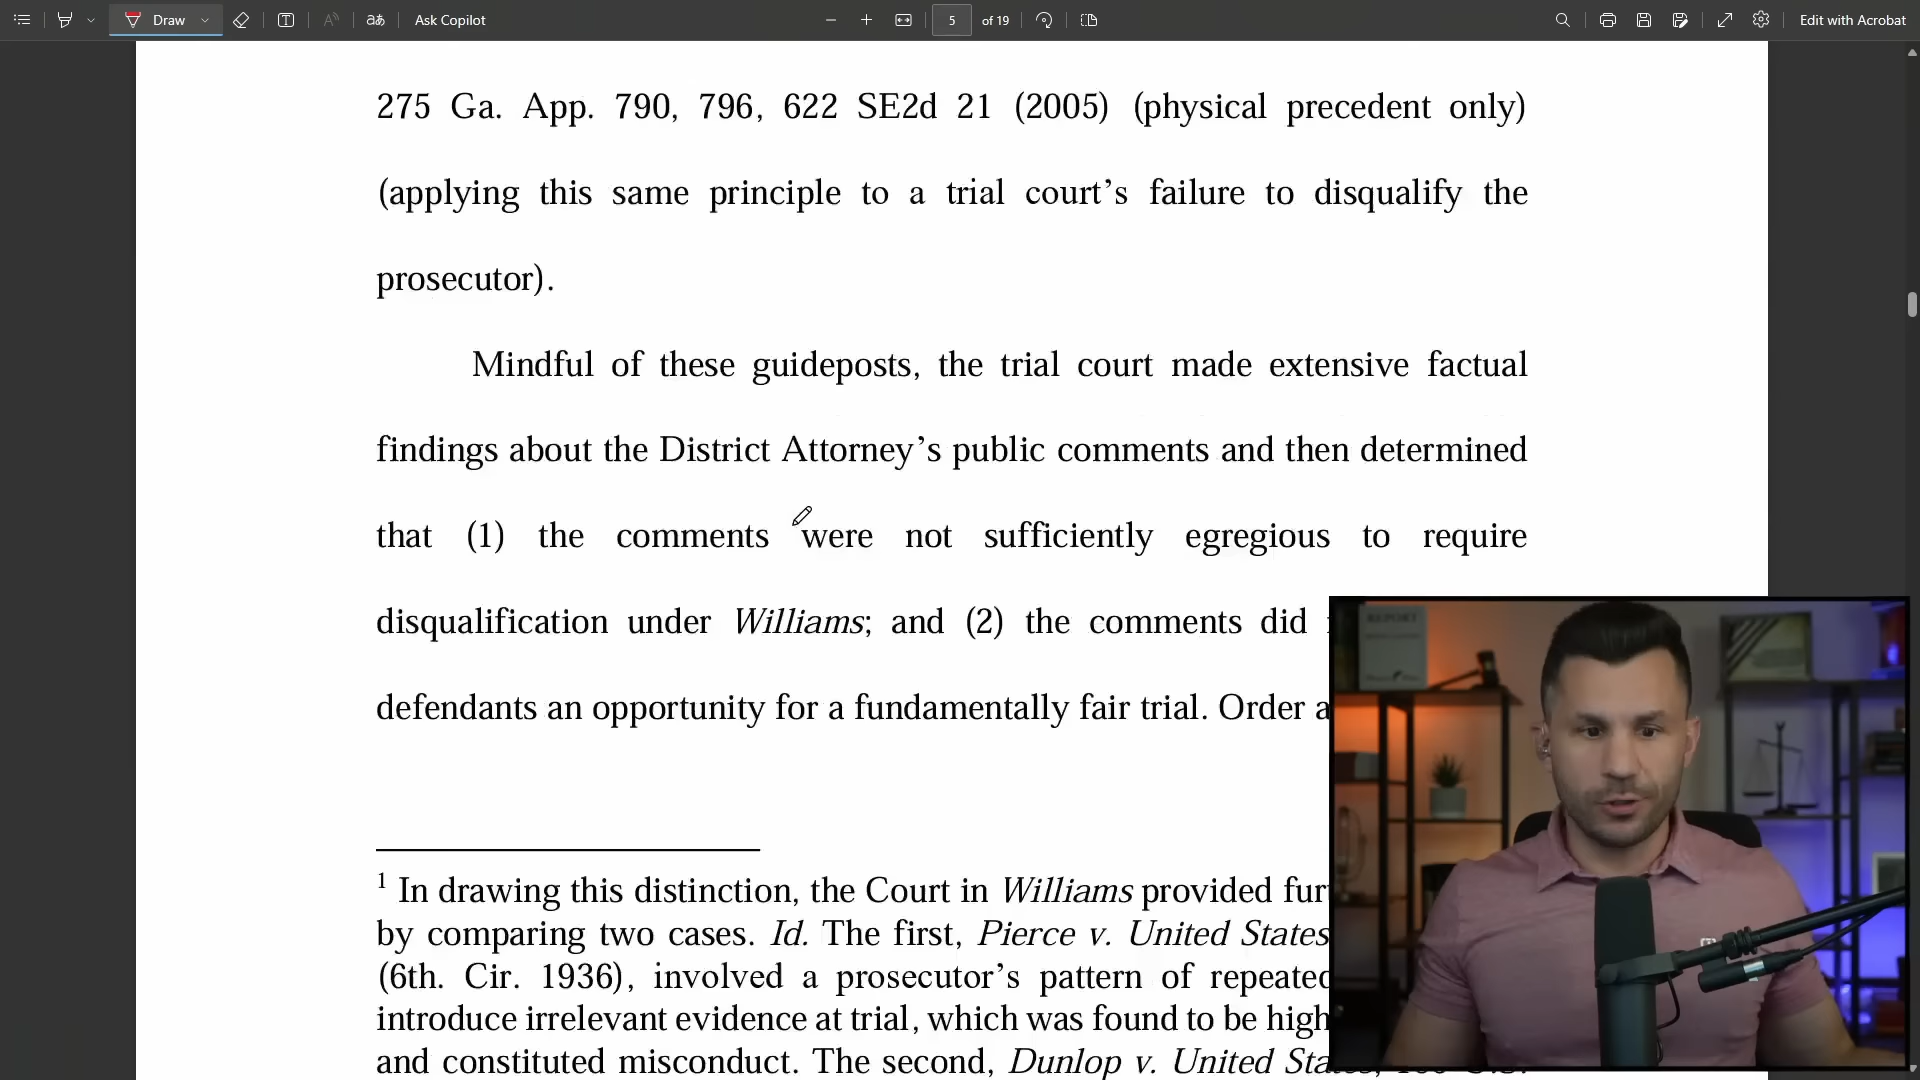 Draw aあ Ask Copilot 5 of 19 Edit with Acrobat
275 Ga. App. 790, 796, 622 SE2d 21 (2005) (physical precedent only)
(applying this same principle to a trial court’s failure to disqualify the
prosecutor).
Mindful of these guideposts, the trial court made extensive factual
findings about the District Attorney’s public comments and then determined
that (1) the comments were not sufficiently egregious to require
disqualification under Williams; and (2) the comments did
defendants an opportunity for a fundamentally fair trial. Order
1 In drawing this distinction, the Court in Williams provided
by comparing two cases. Id. The first, Pierce v. United States
(6th. Cir. 1936), involved a prosecutor’s pattern of repeated
introduce irrelevant evidence at trial, which was found to be
and constituted misconduct. The second, Dunlop v. United
REPORT